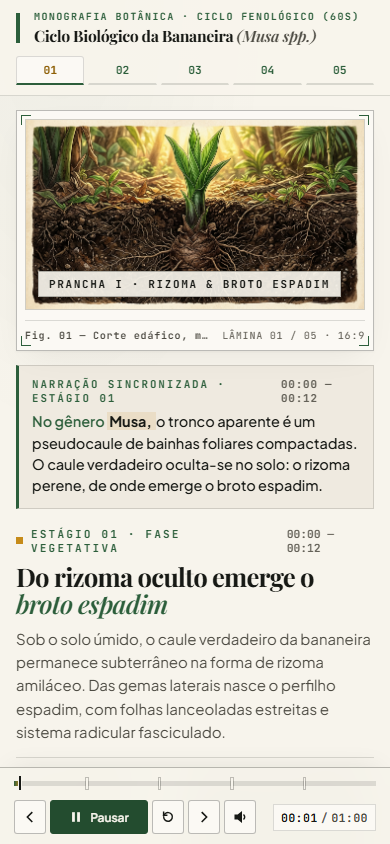 MONOGRAFIA BOTÂNICA · CICLO FENOLÓGICO (60S)
Ciclo Biológico da Bananeira (Musa spp.)
01 02 03 04 05
PRANCHA I · RIZOMA & BROTO ESPADIM
Fig. 01 — Corte edáfico, m… LÂMINA 01 / 05 · 16:9
NARRAÇÃO SINCRONIZADA · ESTÁGIO 01
00:00 — 00:12
No gênero Musa, o tronco aparente é um
pseudocaule de bainhas foliares compactadas.
O caule verdadeiro oculta-se no solo: o rizoma
perene, de onde emerge o broto espadim.
ESTÁGIO 01 · FASE VEGETATIVA
00:00 — 00:12
Do rizoma oculto emerge o
broto espadim
Sob o solo úmido, o caule verdadeiro da bananeira
permanece subterrâneo na forma de rizoma
amiláceo. Das gemas laterais nasce o perfilho
espadim, com folhas lanceoladas estreitas e
sistema radicular fasciculado.
Pausar
00:01 / 01:00